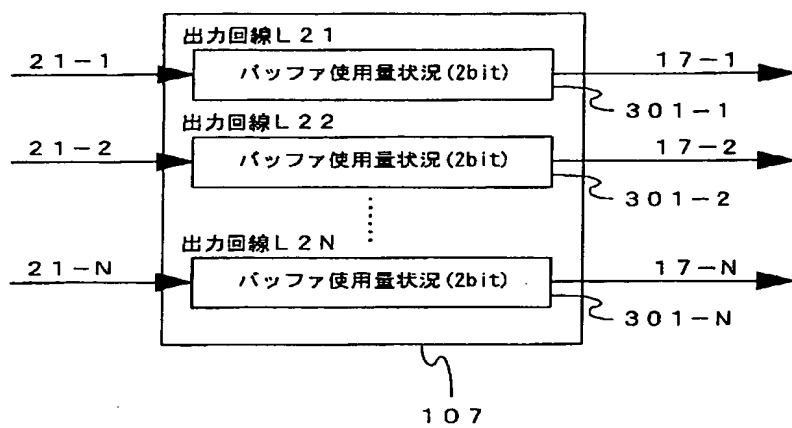 出力回線L21
21-1
バッファ使用量状況(2bit)
17-1
301-1
出力回線L22
21-2
バッファ使用量状況(2bit)
17-2
301-2
出力回線L2N
21-N
バッファ使用量状況(2bit)
17-N
301-N
107